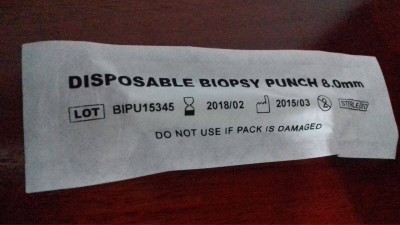 DISPOSABLE BIOPSY PUNCH 8.0mm
LOT BIPU15345 2018/02 2015/03 2 STERILE
DO NOT USE IF PACK IS DAMAGED